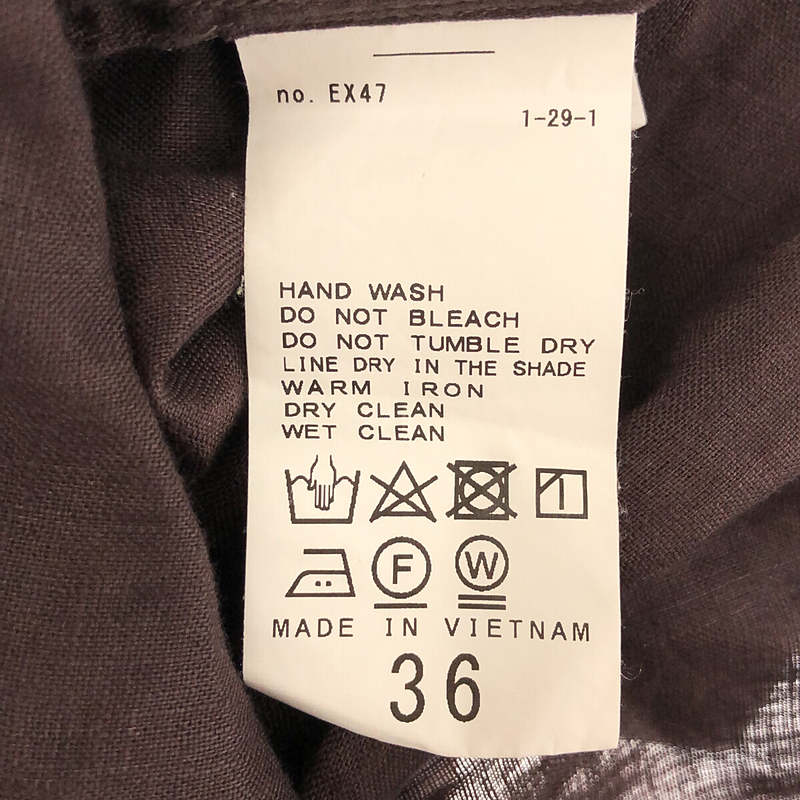 no. EX47
1-29-1
HAND WASH
DO NOT BLEACH
DO NOT TUMBLE DRY
LINE DRY IN THE SHADE
WARM IRON
DRY CLEAN
WET CLEAN
F W
MADE IN VIETNAM
36